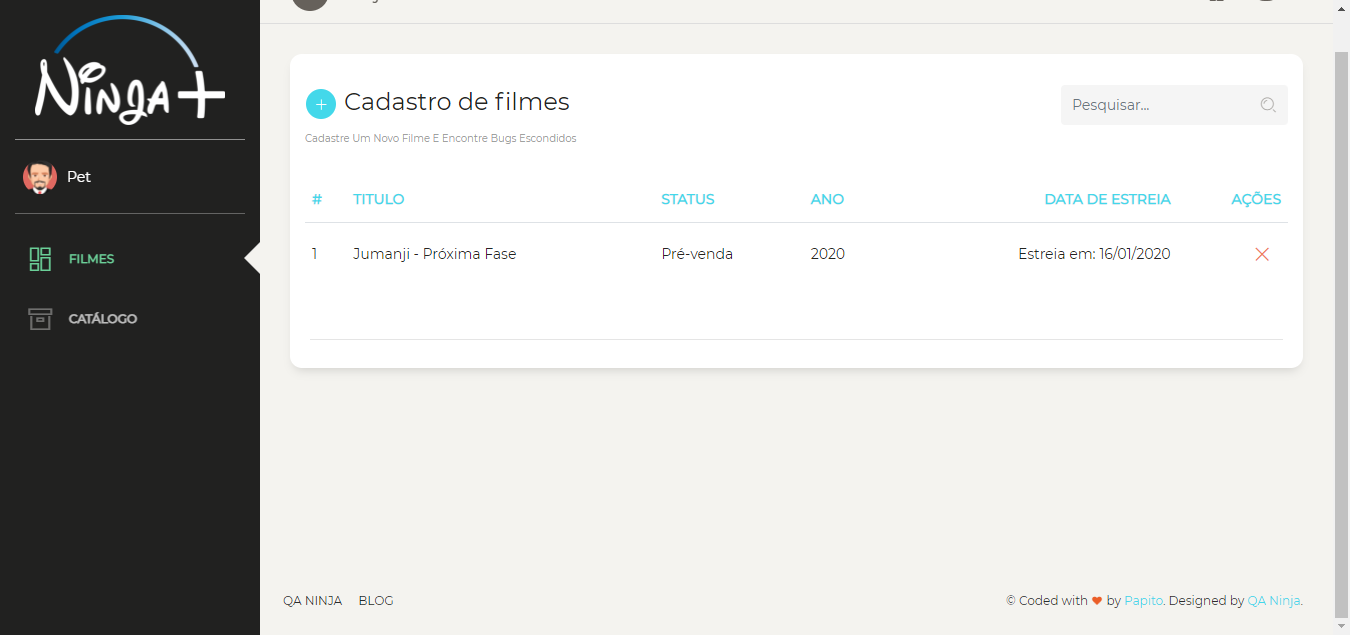 Ninja+
Pet
FILMES
CATÁLOGO
+ Cadastro de filmes
Pesquisar...
Cadastre Um Novo Filme E Encontre Bugs Escondidos
# TITULO STATUS ANO DATA DE ESTREIA AÇÕES
1 Jumanji - Próxima Fase Pré-venda 2020 Estreia em: 16/01/2020
QA NINJA BLOG
© Coded with ❤ by Papito. Designed by QA Ninja.